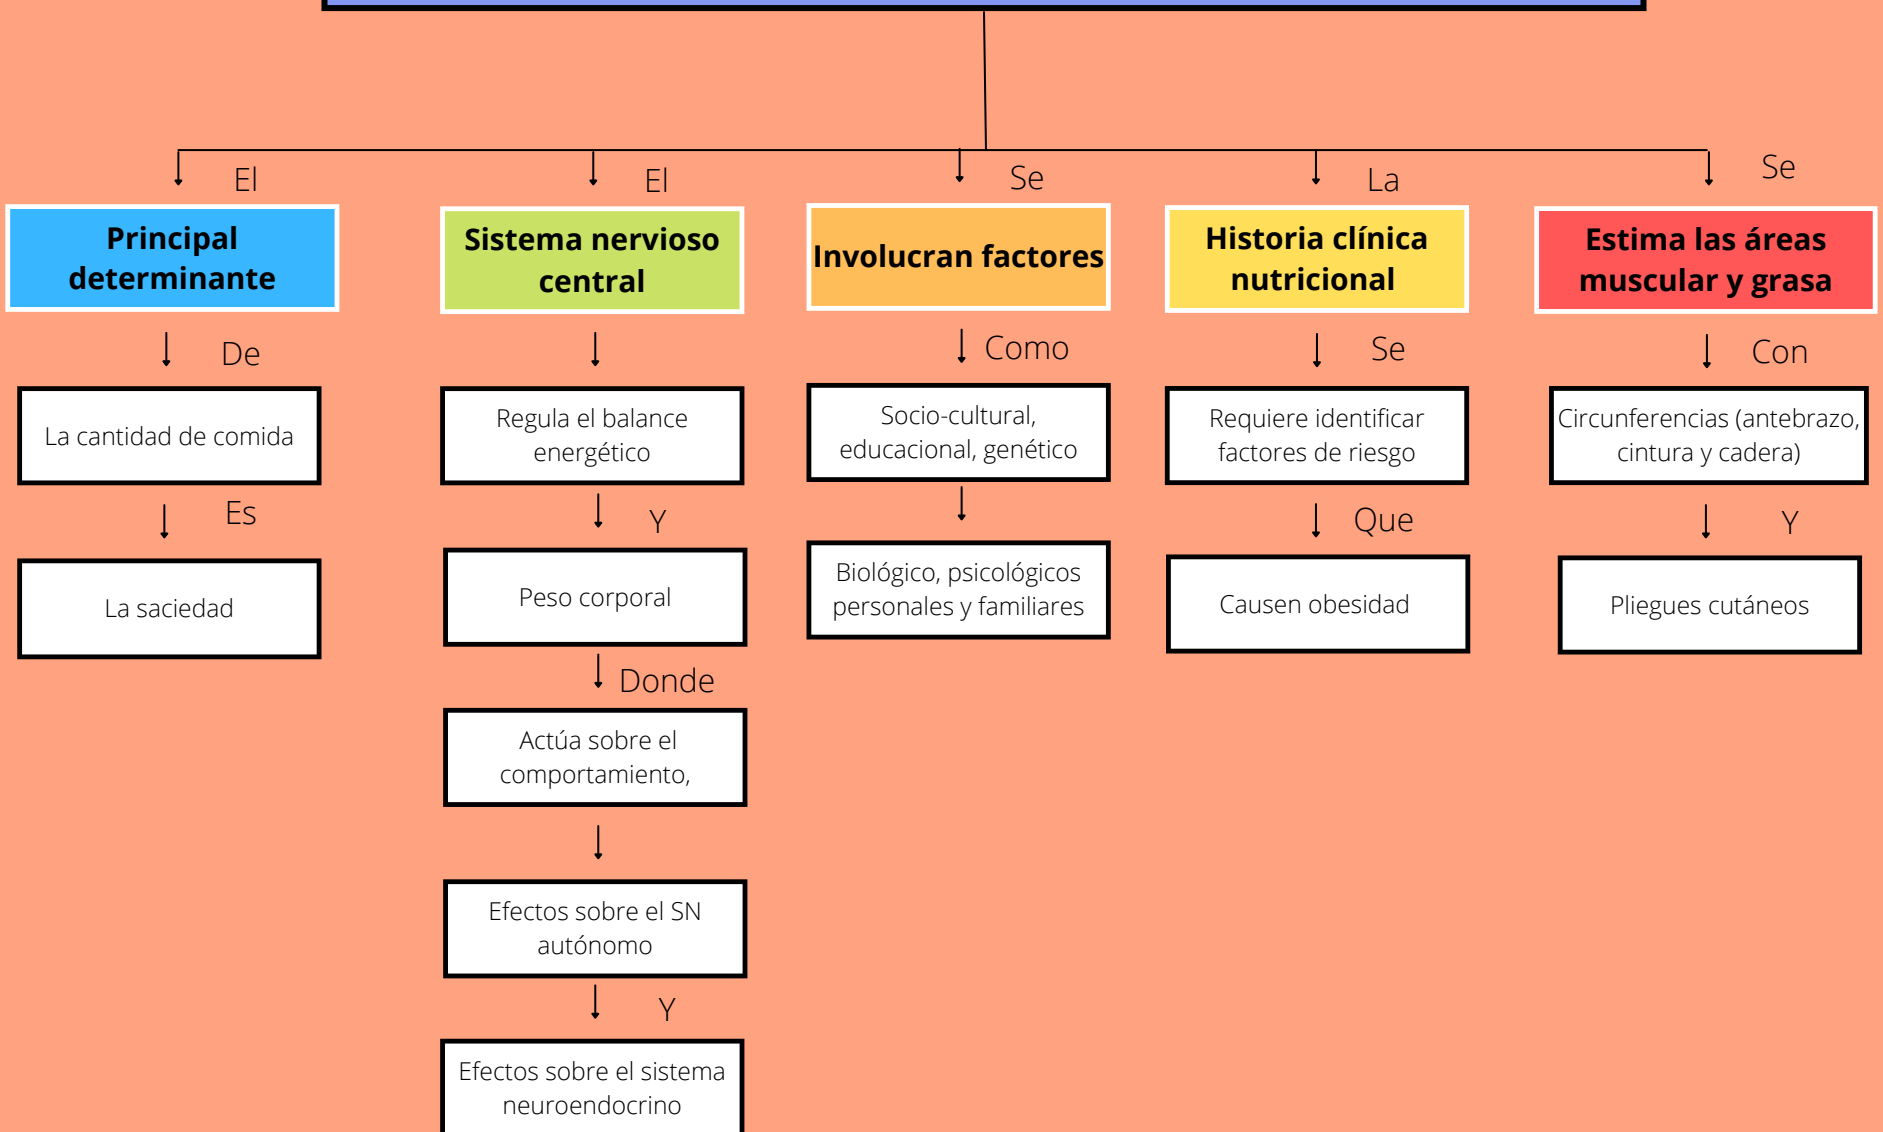 El
Principal
determinante
De
La cantidad de comida
Es
La saciedad
El
Sistema nervioso
central
Regula el balance
energético
Y
Peso corporal
Donde
Actúa sobre el
comportamiento,
Efectos sobre el SN
autónomo
Y
Efectos sobre el sistema
neuroendocrino
Se
Involucran factores
Como
Socio-cultural,
educacional, genético
Biológico, psicológicos
personales y familiares
La
Historia clínica
nutricional
Se
Requiere identificar
factores de riesgo
Que
Causen obesidad
Se
Estima las áreas
muscular y grasa
Con
Circunferencias (antebrazo,
cintura y cadera)
Y
Pliegues cutáneos